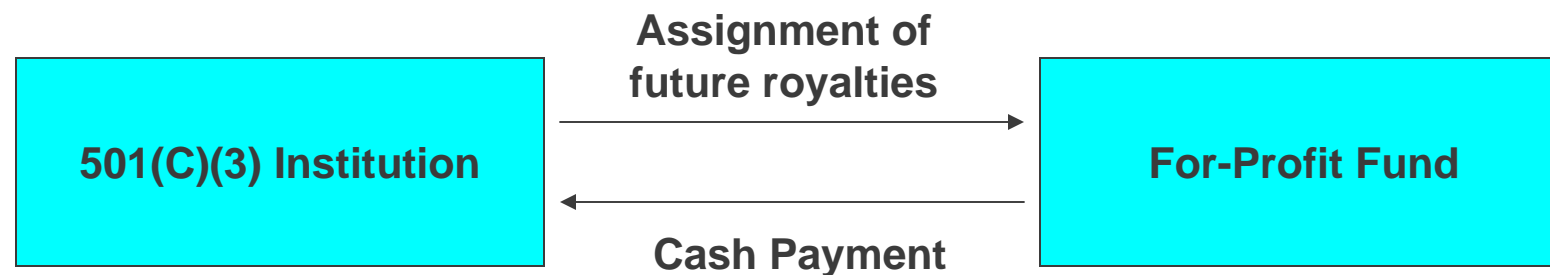 Assignment of
future royalties
501(C)(3) Institution
For-Profit Fund
Cash Payment